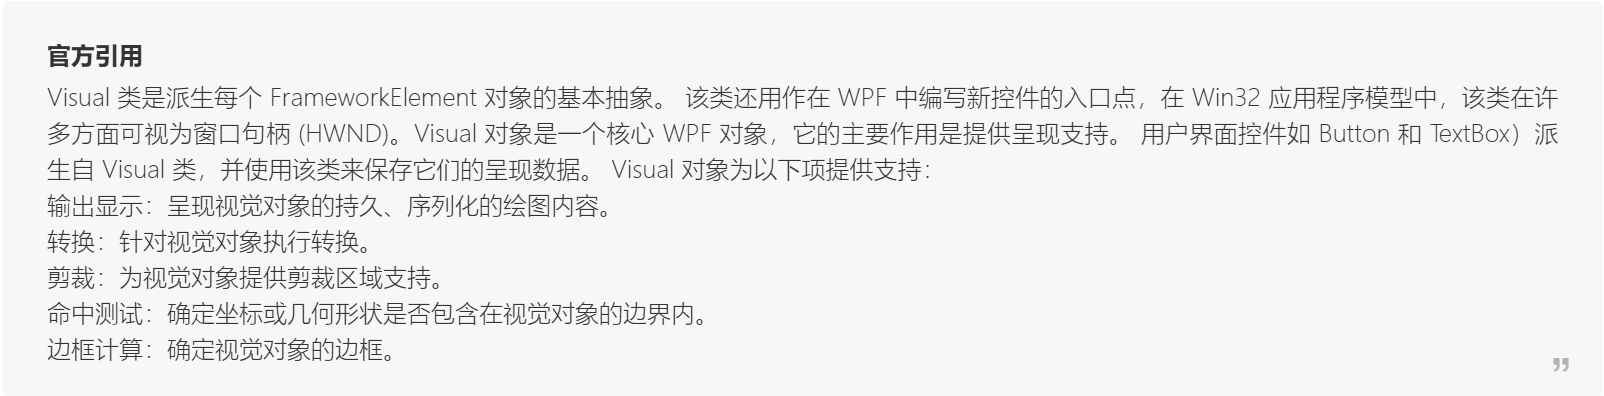 官方引用
Visual 类是派生每个 FrameworkElement 对象的基本抽象。 该类还用作在 WPF 中编写新控件的入口点，在 Win32 应用程序模型中，该类在许
多方面可视为窗口句柄 (HWND)。Visual 对象是一个核心 WPF 对象，它的主要作用是提供呈现支持。 用户界面控件如 Button 和 TextBox）派
生自 Visual 类，并使用该类来保存它们的呈现数据。 Visual 对象为以下项提供支持：
输出显示：呈现视觉对象的持久、序列化的绘图内容。
转换：针对视觉对象执行转换。
剪裁：为视觉对象提供剪裁区域支持。
命中测试：确定坐标或几何形状是否包含在视觉对象的边界内。
边框计算：确定视觉对象的边框。
”